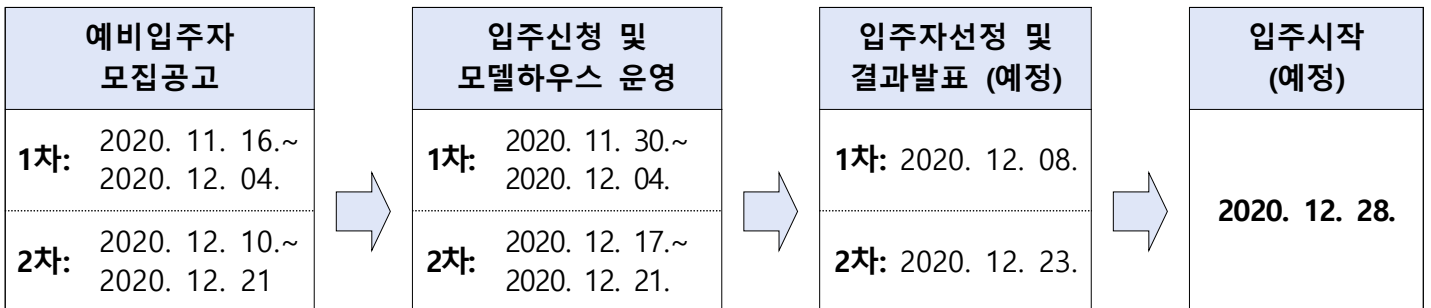 예비입주자
모집공고
1차: 2020. 11. 16.~
2020. 12. 04.
2차: 2020. 12. 10.~
2020. 12. 21
입주신청 및
모델하우스 운영
1차: 2020. 11. 30.~
2020. 12. 04.
2차: 2020. 12. 17.~
2020. 12. 21.
입주자선정 및
결과발표 (예정)
1차: 2020. 12. 08.
2차: 2020. 12. 23.
입주시작
(예정)
2020. 12. 28.